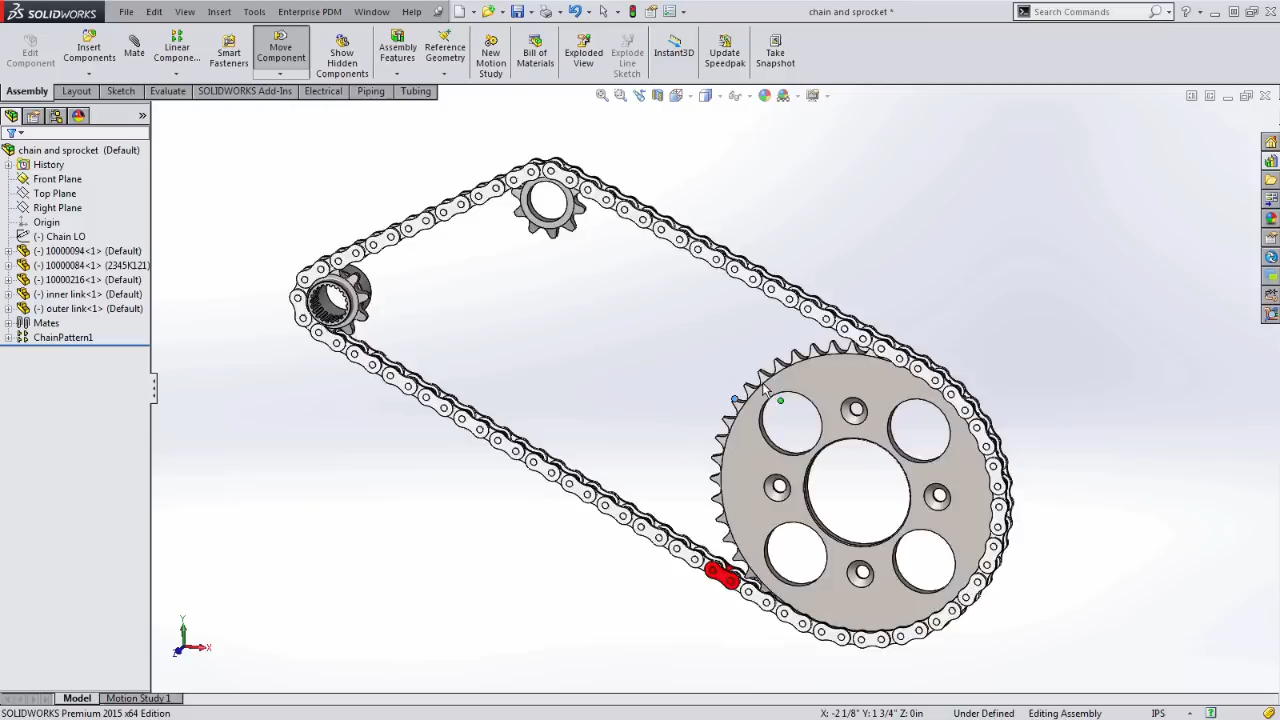 SOLIDWORKS File Edit View Insert Tools Enterprise PDM Window Help chain and sprocket * Search Commands
Edit Component
Insert Components
Mate
Linear Compone...
Smart Fasteners
Move Component
Show Hidden Components
Assembly Features
Reference Geometry
New Motion Study
Bill of Materials
Exploded View
Explode Line Sketch
Instant3D
Update Speedpak
Take Snapshot
Assembly Layout Sketch Evaluate SOLIDWORKS Add-Ins Electrical Piping Tubing
chain and sprocket (Default)
History
Front Plane
Top Plane
Right Plane
Origin
(-) Chain LO
(-) 10000094<1> (Default)
(-) 10000084<1> (2345K121)
(-) 10000216<1> (Default)
(-) inner link<1> (Default)
(-) outer link<1> (Default)
Mates
ChainPattern1
Y
X
Z
Model Motion Study 1
SOLIDWORKS Premium 2015 x64 Edition X: -2 1/8" Y: 1 3/4" Z: 0in Under Defined Editing Assembly IPS